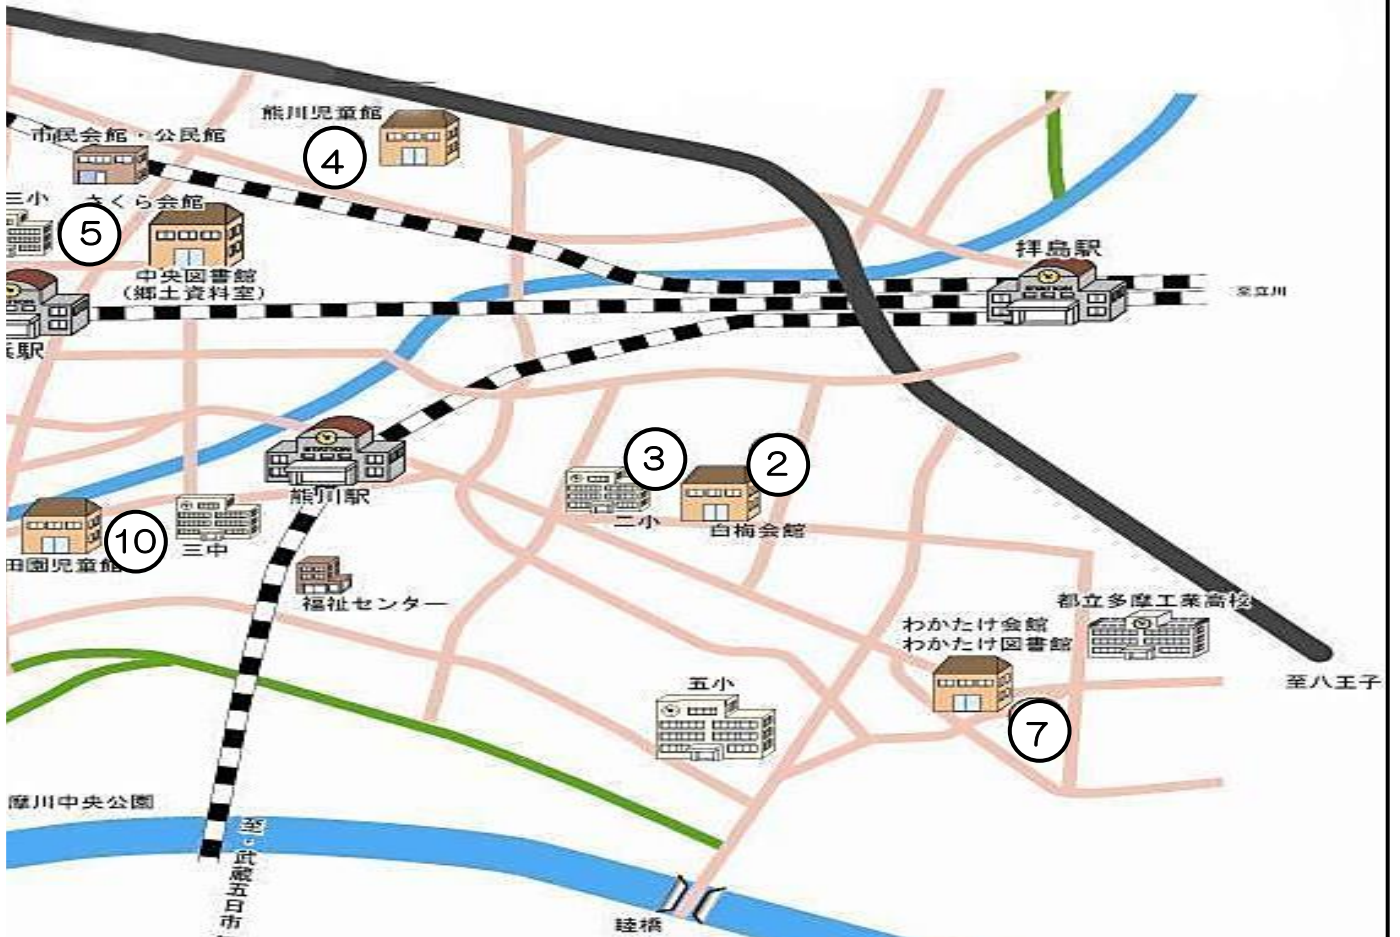 熊川児童館
④
市民会館・公民館
三小
さくら会館
⑤
中央図書館
(郷土資料室)
拝島駅
至立川
駅
熊川駅
③
②
二小
白梅会館
田園児童館
⑩
三中
福祉センター
都立多摩工業高校
わかたけ会館
わかたけ図書館
至八王子
五小
⑦
摩川中央公園
至・武蔵五日市
睦橋